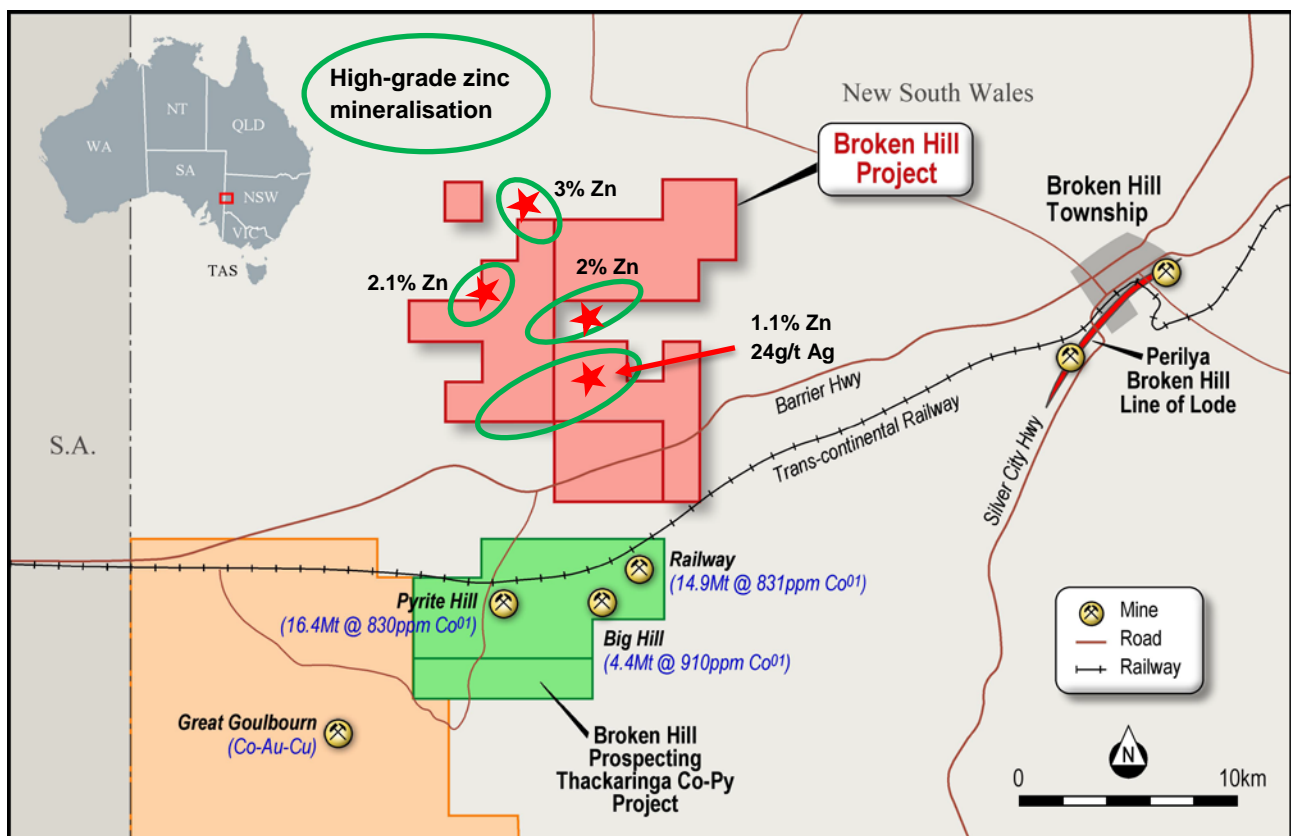 High-grade zinc
mineralisation
NT
QLD
WA
SA
NSW
VIC
TAS
New South Wales
Broken Hill
Project
Broken Hill
Township
3% Zn
2.1% Zn
2% Zn
1.1% Zn
24g/t Ag
Perilya
Broken Hill
Line of Lode
Barrier Hwy
Trans-continental Railway
Silver City Hwy
S.A.
Railway
(14.9Mt @ 831ppm Co01)
Pyrite Hill
(16.4Mt @ 830ppm Co01)
Big Hill
(4.4Mt @ 910ppm Co01)
Great Goulbourn
(Co-Au-Cu)
Broken Hill
Prospecting
Thackaringa Co-Py
Project
Mine
Road
Railway
N
0 10km